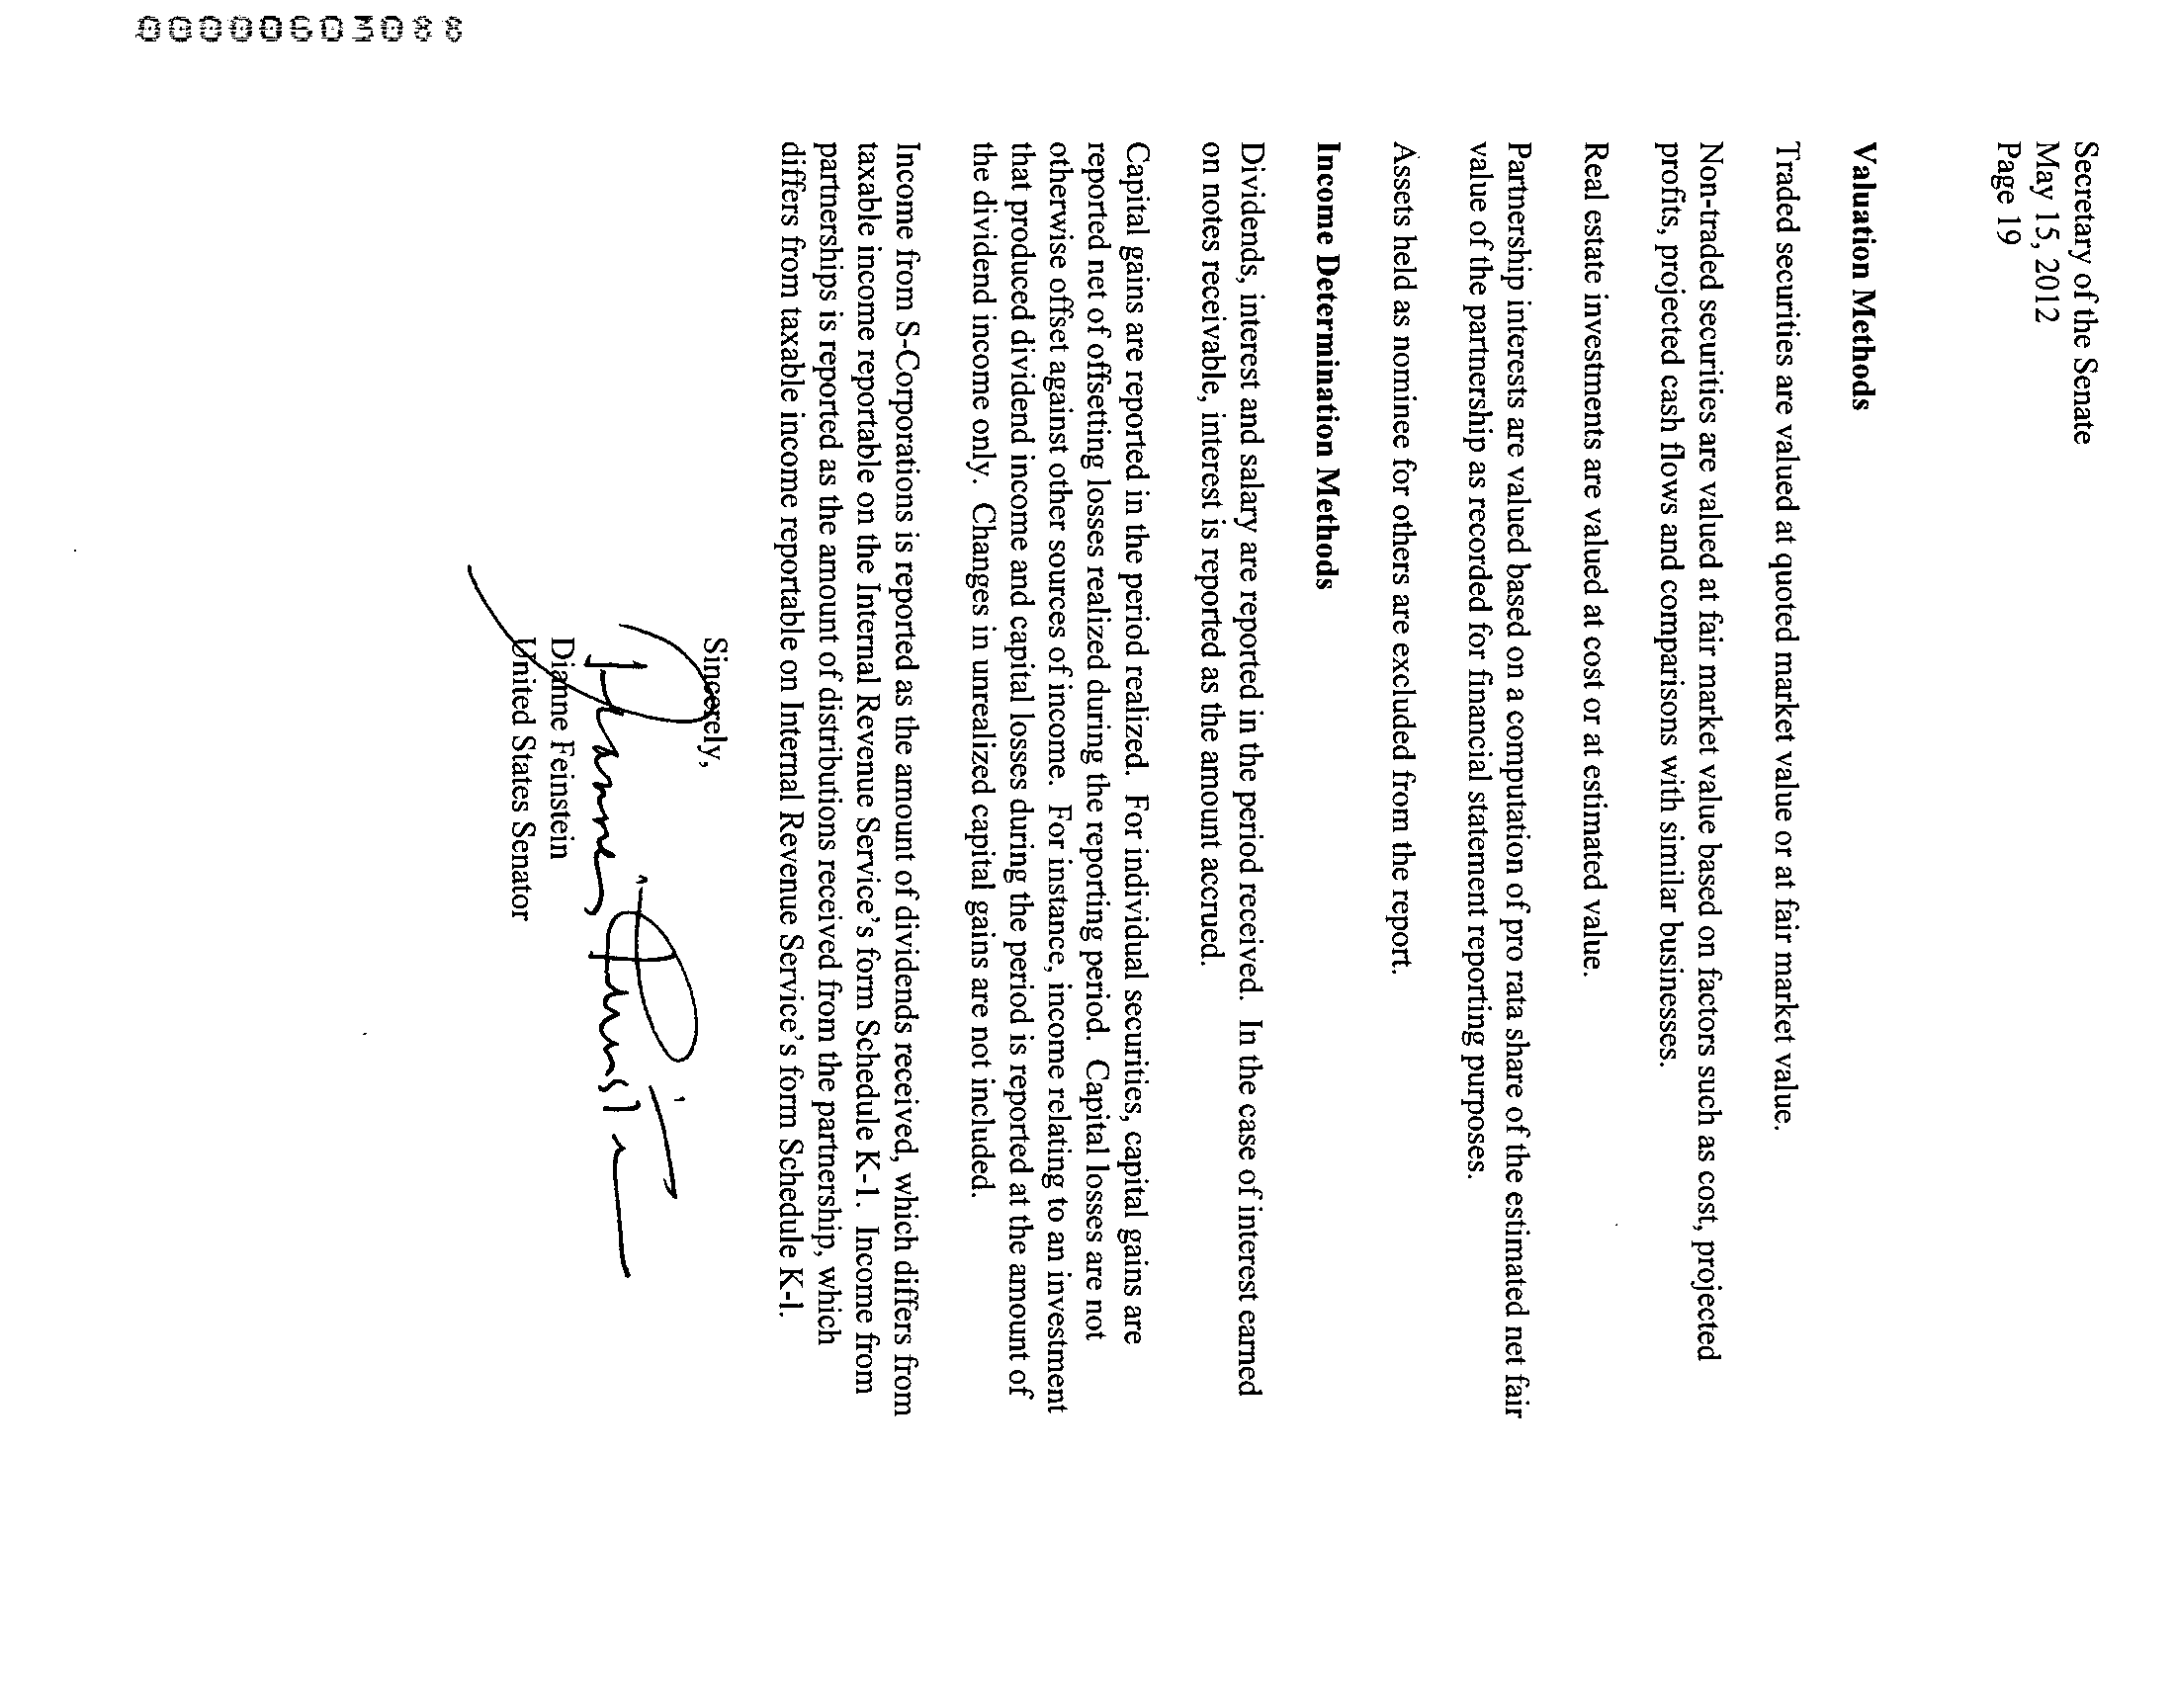 Secretary of the Senate
May 15, 2012
Page 19
Valuation Methods
Traded securities are valued at quoted market value or at fair market value.
Non-traded securities are valued at fair market value based on factors such as cost, projected
profits, projected cash flows and comparisons with similar businesses.
Real estate investments are valued at cost or at estimated value.
Partnership interests are valued based on a computation of pro rata share of the estimated net fair
value of the partnership as recorded for financial statement reporting purposes.
Assets held as nominee for others are excluded from the report.
Income Determination Methods
Dividends, interest and salary are reported in the period received. In the case of interest earned
on notes receivable, interest is reported as the amount accrued.
Capital gains are reported in the period realized. For individual securities, capital gains are
reported net of offsetting losses realized during the reporting period. Capital losses are not
otherwise offset against other sources of income. For instance, income relating to an investment
that produced dividend income and capital losses during the period is reported at the amount of
the dividend income only. Changes in unrealized capital gains are not included.
Income from S-Corporations is reported as the amount of dividends received, which differs from
taxable income reportable on the Internal Revenue Service's form Schedule K-1. Income from
partnerships is reported as the amount of distributions received from the partnership, which
differs from taxable income reportable on Internal Revenue Service's form Schedule K-1.
Sincerely,
Dianne Feinstein
Dianne Feinstein
United States Senator
00000603088